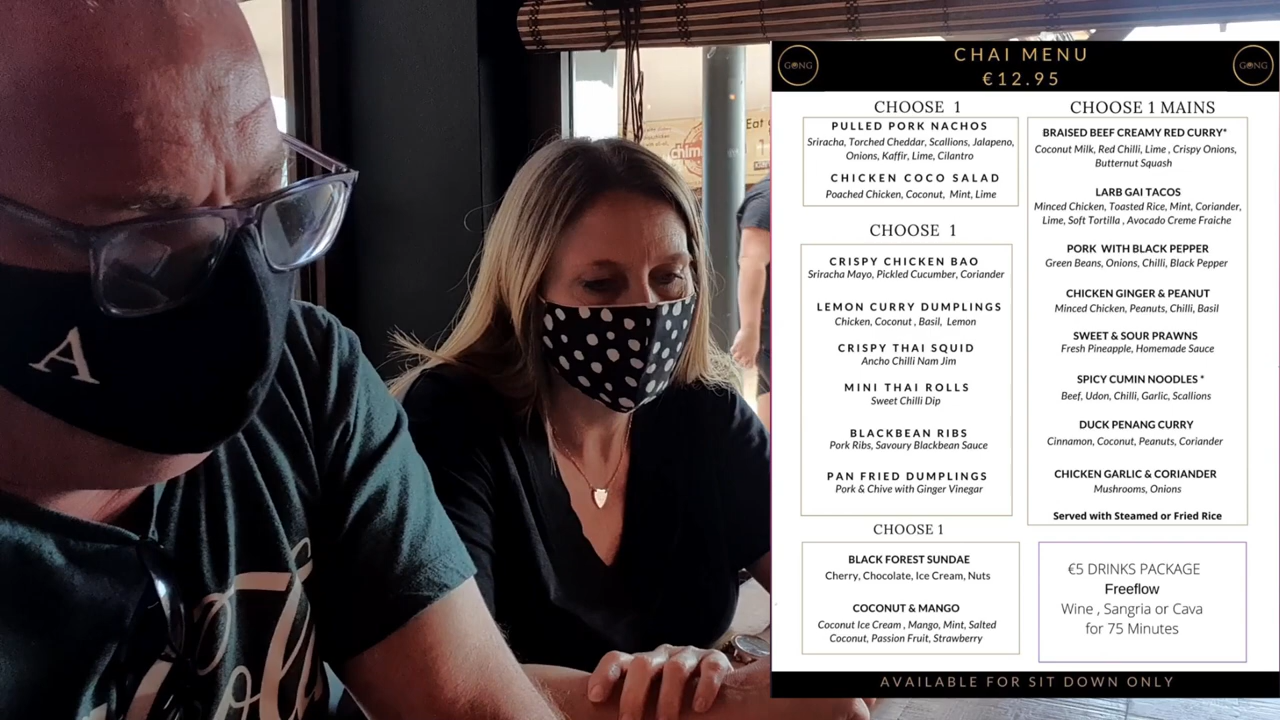 A
Eat
chim
GONG
CHAI MENU
€12.95
GONG
CHOOSE 1
PULLED PORK NACHOS
Sriracha, Torched Cheddar, Scallions, Jalapeno,
Onions, Kaffir, Lime, Cilantro
CHICKEN COCO SALAD
Poached Chicken, Coconut, Mint, Lime
CHOOSE 1
CRISPY CHICKEN BAO
Sriracha Mayo, Pickled Cucumber, Coriander
LEMON CURRY DUMPLINGS
Chicken, Coconut , Basil, Lemon
CRISPY THAI SQUID
Ancho Chilli Nam Jim
MINI THAI ROLLS
Sweet Chilli Dip
BLACKBEAN RIBS
Pork Ribs, Savoury Blackbean Sauce
PAN FRIED DUMPLINGS
Pork & Chive with Ginger Vinegar
CHOOSE 1
BLACK FOREST SUNDAE
Cherry, Chocolate, Ice Cream, Nuts
COCONUT & MANGO
Coconut Ice Cream , Mango, Mint, Salted
Coconut, Passion Fruit, Strawberry
CHOOSE 1 MAINS
BRAISED BEEF CREAMY RED CURRY*
Coconut Milk, Red Chilli, Lime , Crispy Onions,
Butternut Squash
LARB GAI TACOS
Minced Chicken, Toasted Rice, Mint, Coriander,
Lime, Soft Tortilla , Avocado Creme Fraiche
PORK WITH BLACK PEPPER
Green Beans, Onions, Chilli, Black Pepper
CHICKEN GINGER & PEANUT
Minced Chicken, Peanuts, Chilli, Basil
SWEET & SOUR PRAWNS
Fresh Pineapple, Homemade Sauce
SPICY CUMIN NOODLES *
Beef, Udon, Chilli, Garlic, Scallions
DUCK PENANG CURRY
Cinnamon, Coconut, Peanuts, Coriander
CHICKEN GARLIC & CORIANDER
Mushrooms, Onions
Served with Steamed or Fried Rice
€5 DRINKS PACKAGE
Freeflow
Wine , Sangria or Cava
for 75 Minutes
AVAILABLE FOR SIT DOWN ONLY